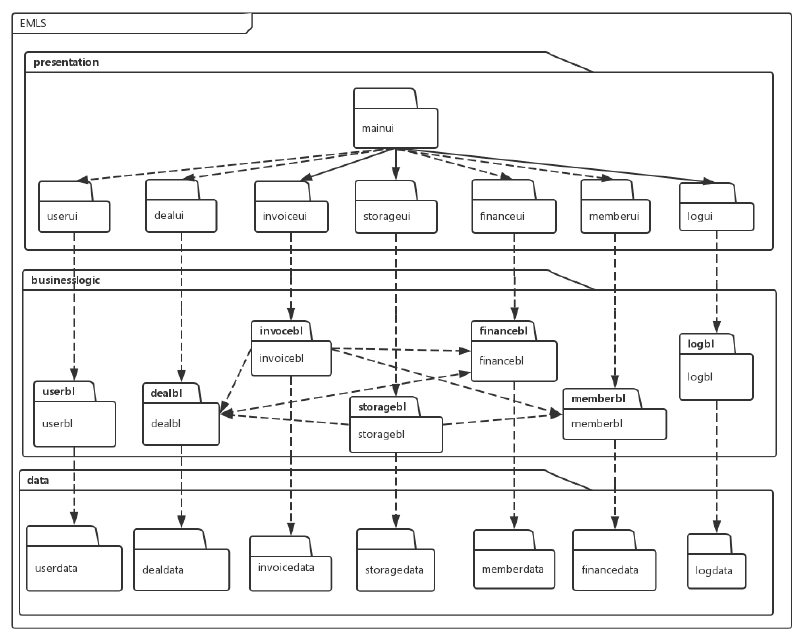 EMLS
presentation
mainui
userui
dealui
invoiceui
storageui
financeui
memberui
logui
businesslogic
invocebl
invoicebl
financebl
financebl
logbl
logbl
userbl
userbl
dealbl
dealbl
storagebl
storagebl
memberbl
memberbl
data
userdata
dealdata
invoicedata
storagedata
memberdata
financedata
logdata